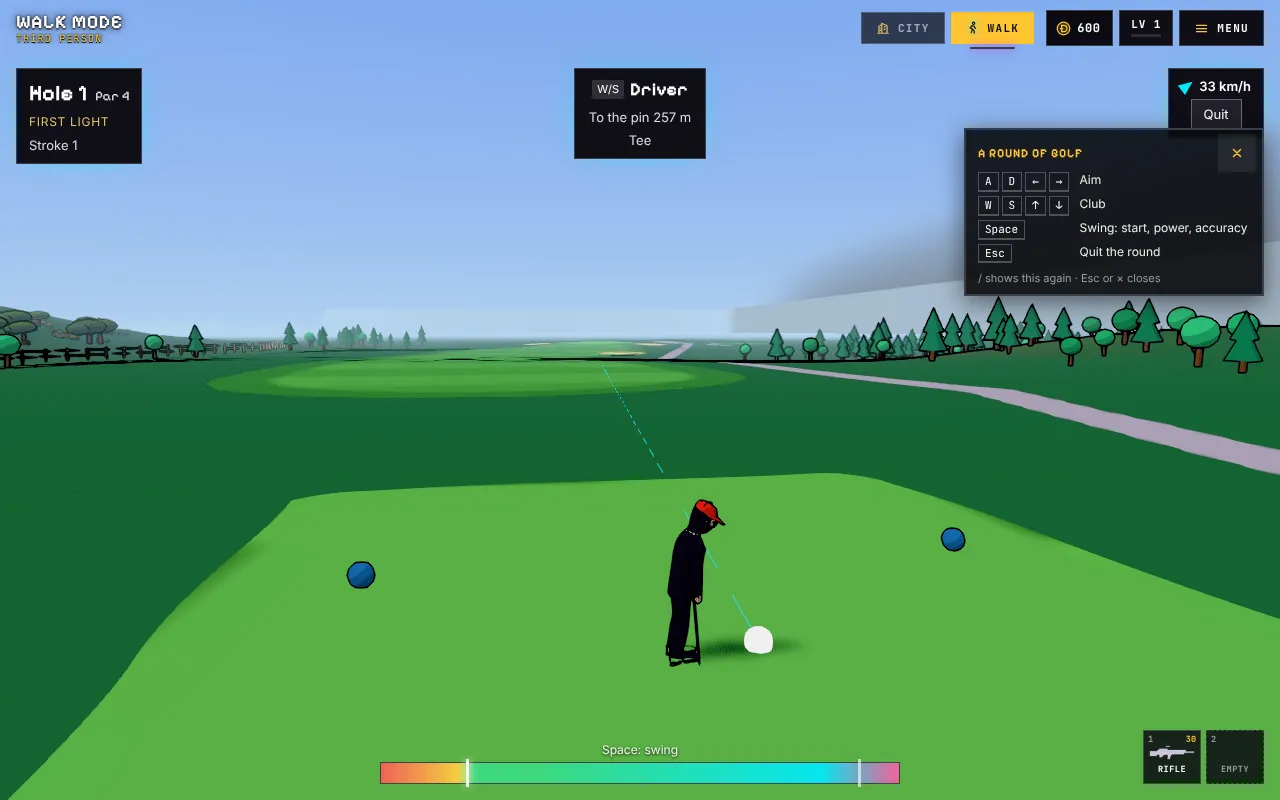 WALK MODE
THIRD PERSON
CITY
WALK
600
LV 1
MENU
Hole 1 Par 4
FIRST LIGHT
Stroke 1
W/S Driver
To the pin 257 m
Tee
33 km/h
Quit
A ROUND OF GOLF ×
A D ← → Aim
W S ↑ ↓ Club
Space Swing: start, power, accuracy
Esc Quit the round
/ shows this again · Esc or × closes
Space: swing
1 30
RIFLE
2
EMPTY